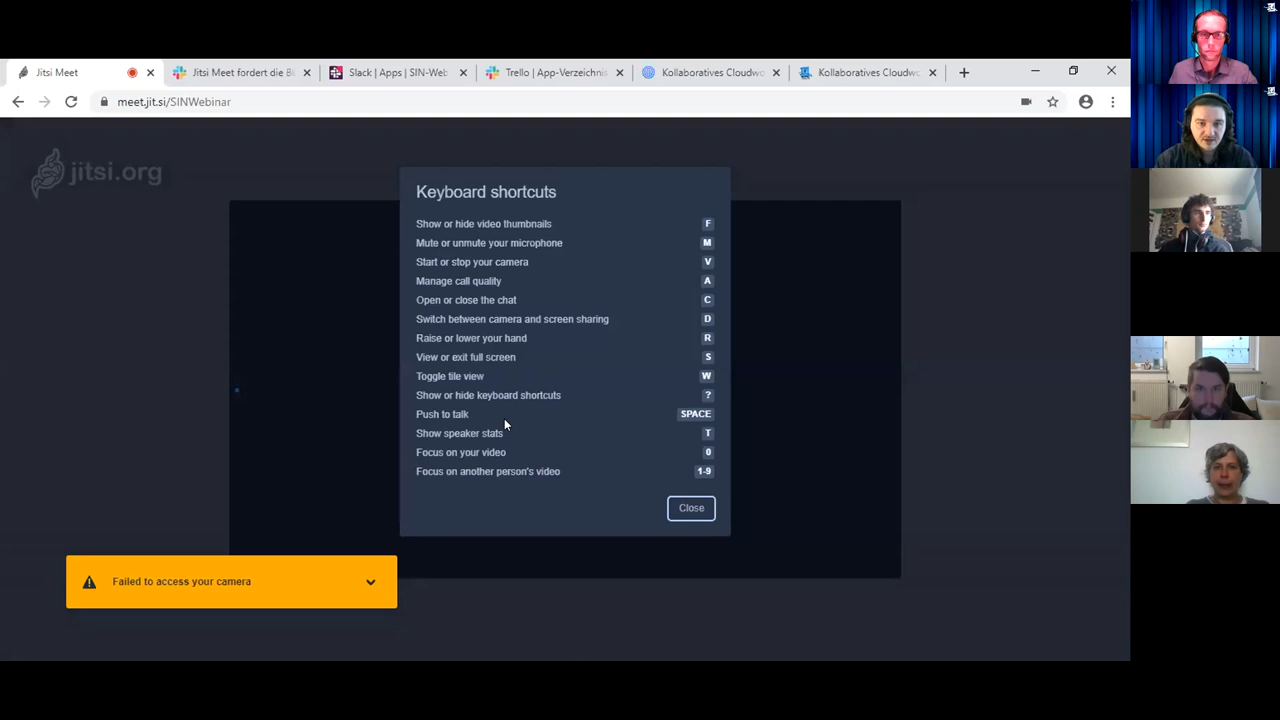 Jitsi Meet
Jitsi Meet fordert die B
Slack | Apps | SIN-Web
Trello | App-Verzeichnis
Kollaboratives Cloudwo
Kollaboratives Cloudwo
meet.jit.si/SINWebinar
jitsi.org
Keyboard shortcuts
Show or hide video thumbnails F
Mute or unmute your microphone M
Start or stop your camera V
Manage call quality A
Open or close the chat C
Switch between camera and screen sharing D
Raise or lower your hand R
View or exit full screen S
Toggle tile view W
Show or hide keyboard shortcuts ?
Push to talk SPACE
Show speaker stats T
Focus on your video 0
Focus on another person's video 1-9
Close
Failed to access your camera